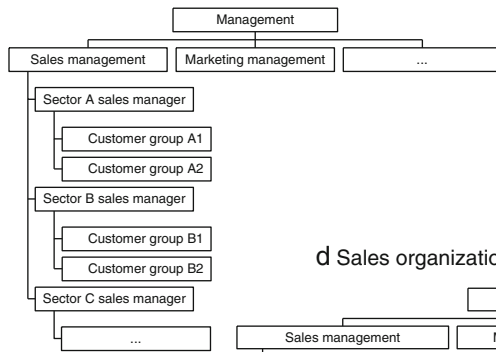 Management
Sales management Marketing management ...
Sector A sales manager
Customer group A1
Customer group A2
Sector B sales manager
Customer group B1
Customer group B2
d Sales organizatio
Sector C sales manager
...
Sales management